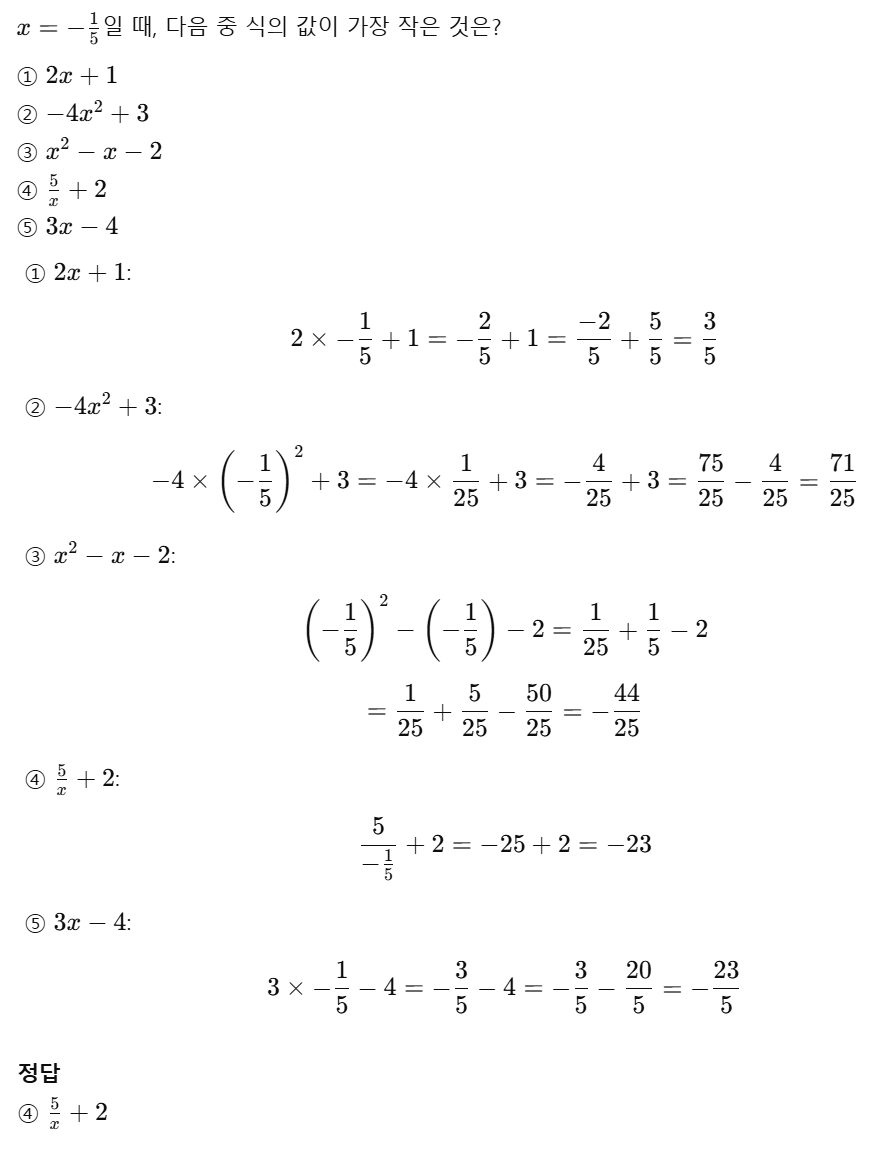 x = −1/5일 때, 다음 중 식의 값이 가장 작은 것은?
① 2x + 1
② −4x² + 3
③ x² − x − 2
④ 5/x + 2
⑤ 3x − 4
① 2x + 1:
2 × −1/5 + 1 = −2/5 + 1 = −2/5 + 5/5 = 3/5
② −4x² + 3:
−4 × (−1/5)² + 3 = −4 × 1/25 + 3 = −4/25 + 3 = 75/25 − 4/25 = 71/25
③ x² − x − 2:
(−1/5)² − (−1/5) − 2 = 1/25 + 1/5 − 2
= 1/25 + 5/25 − 50/25 = −44/25
④ 5/x + 2:
5/(−1/5) + 2 = −25 + 2 = −23
⑤ 3x − 4:
3 × −1/5 − 4 = −3/5 − 4 = −3/5 − 20/5 = −23/5
정답
④ 5/x + 2